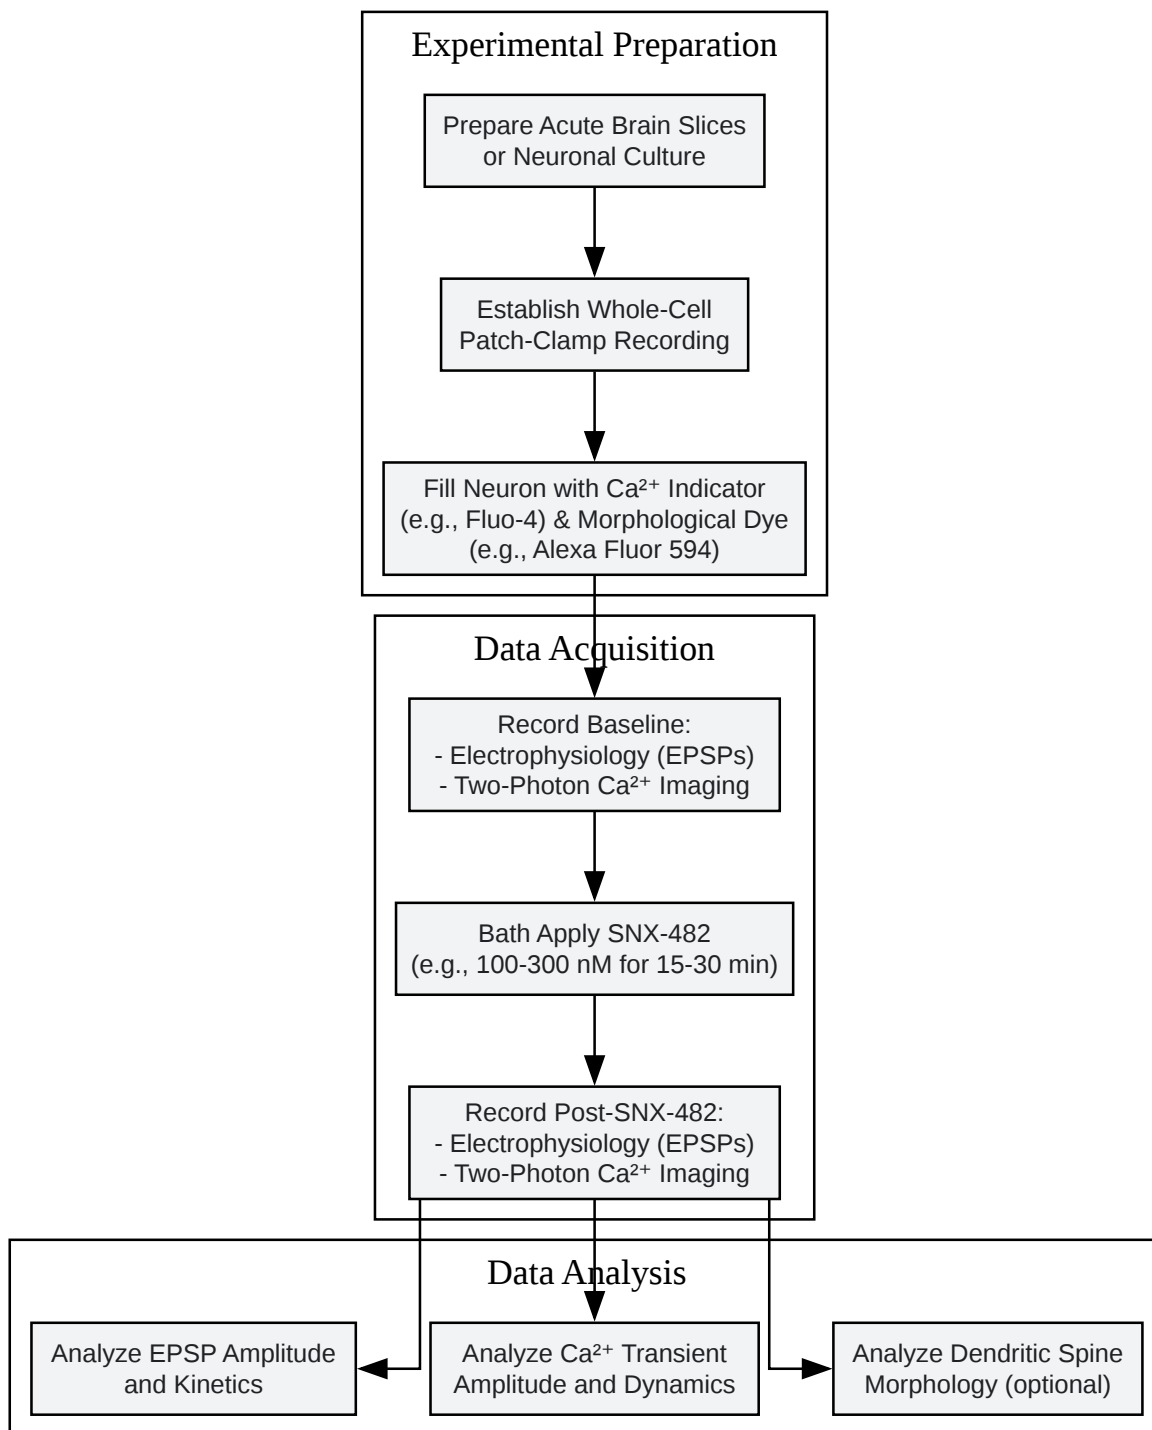 Experimental Preparation
Prepare Acute Brain Slices
or Neuronal Culture
Establish Whole-Cell
Patch-Clamp Recording
Fill Neuron with Ca²⁺ Indicator
(e.g., Fluo-4) & Morphological Dye
(e.g., Alexa Fluor 594)
Data Acquisition
Record Baseline:
- Electrophysiology (EPSPs)
- Two-Photon Ca²⁺ Imaging
Bath Apply SNX-482
(e.g., 100-300 nM for 15-30 min)
Record Post-SNX-482:
- Electrophysiology (EPSPs)
- Two-Photon Ca²⁺ Imaging
Data Analysis
Analyze EPSP Amplitude
and Kinetics
Analyze Ca²⁺ Transient
Amplitude and Dynamics
Analyze Dendritic Spine
Morphology (optional)